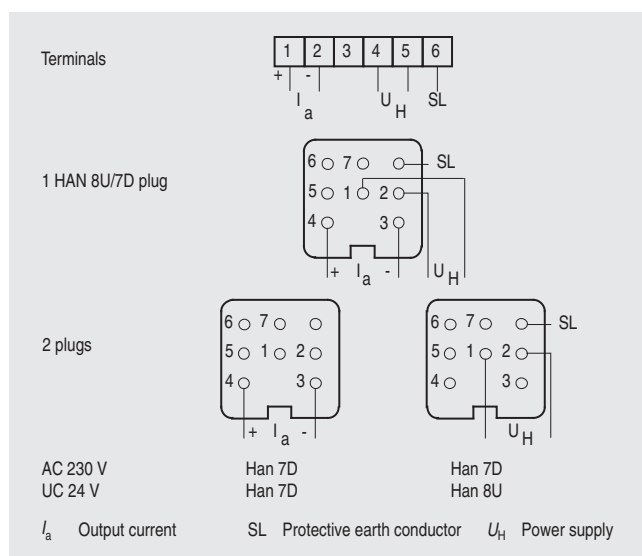 Terminals
1 2 3 4 5 6
+ -
I a U H SL
1 HAN 8U/7D plug
6 7 SL
5 1 2
4 3
+ I a - U H
2 plugs
6 7 6 7 SL
5 1 2 5 1 2
4 3 4 3
+ I a - U H
AC 230 V Han 7D Han 7D
UC 24 V Han 7D Han 8U
Ia Output current SL Protective earth conductor UH Power supply